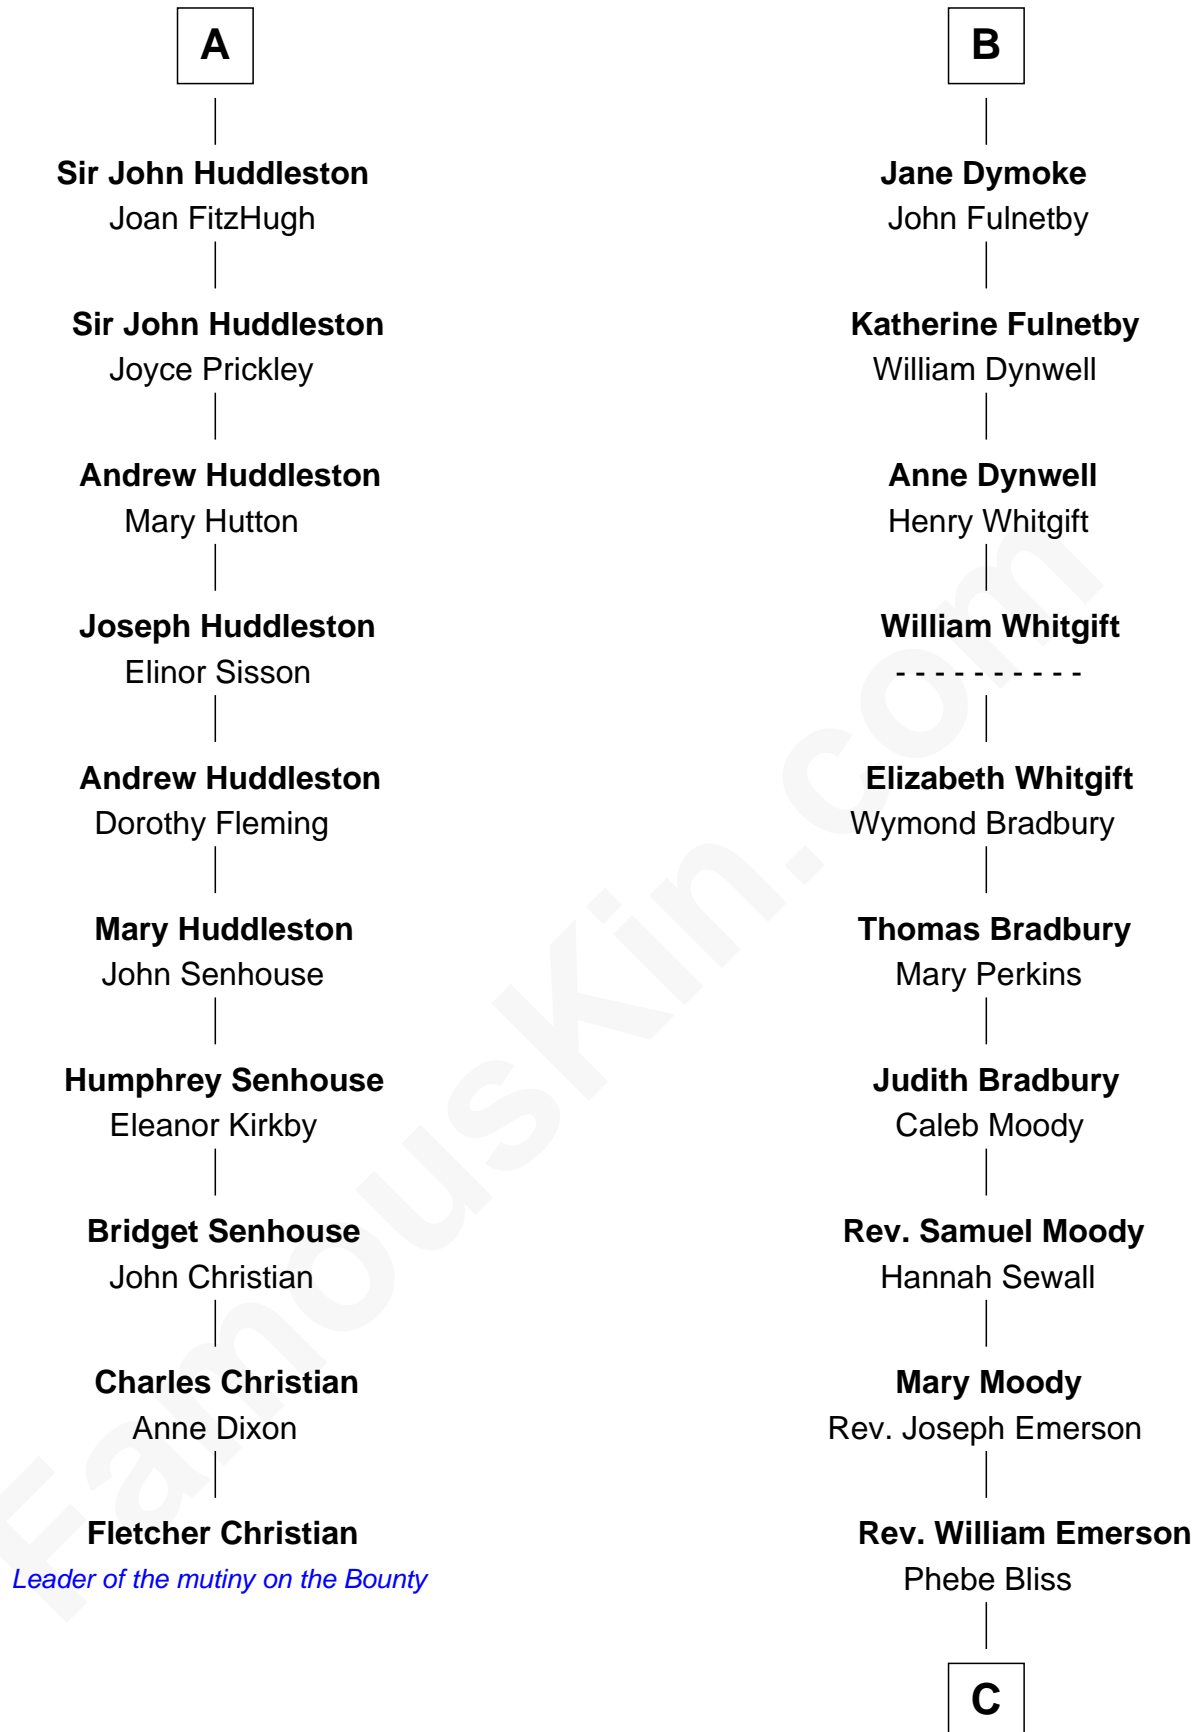 A
Sir John Huddleston
Joan FitzHugh
Sir John Huddleston
Joyce Prickley
Andrew Huddleston
Mary Hutton
Joseph Huddleston
Elinor Sisson
Andrew Huddleston
Dorothy Fleming
Mary Huddleston
John Senhouse
Humphrey Senhouse
Eleanor Kirkby
Bridget Senhouse
John Christian
Charles Christian
Anne Dixon
Fletcher Christian
Leader of the mutiny on the Bounty
B
Jane Dymoke
John Fulnetby
Katherine Fulnetby
William Dynwell
Anne Dynwell
Henry Whitgift
William Whitgift
- - - - - - - - - -
Elizabeth Whitgift
Wymond Bradbury
Thomas Bradbury
Mary Perkins
Judith Bradbury
Caleb Moody
Rev. Samuel Moody
Hannah Sewall
Mary Moody
Rev. Joseph Emerson
Rev. William Emerson
Phebe Bliss
C
FamousKin.com